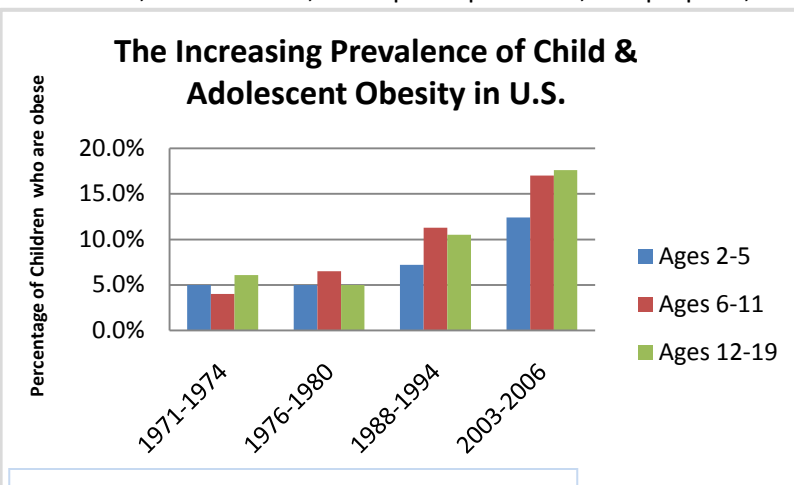 The Increasing Prevalence of Child &
Adolescent Obesity in U.S.
Percentage of Children who are obese
20.0%
15.0%
10.0%
5.0%
0.0%
1971-1974
1976-1980
1988-1994
2003-2006
Ages 2-5
Ages 6-11
Ages 12-19